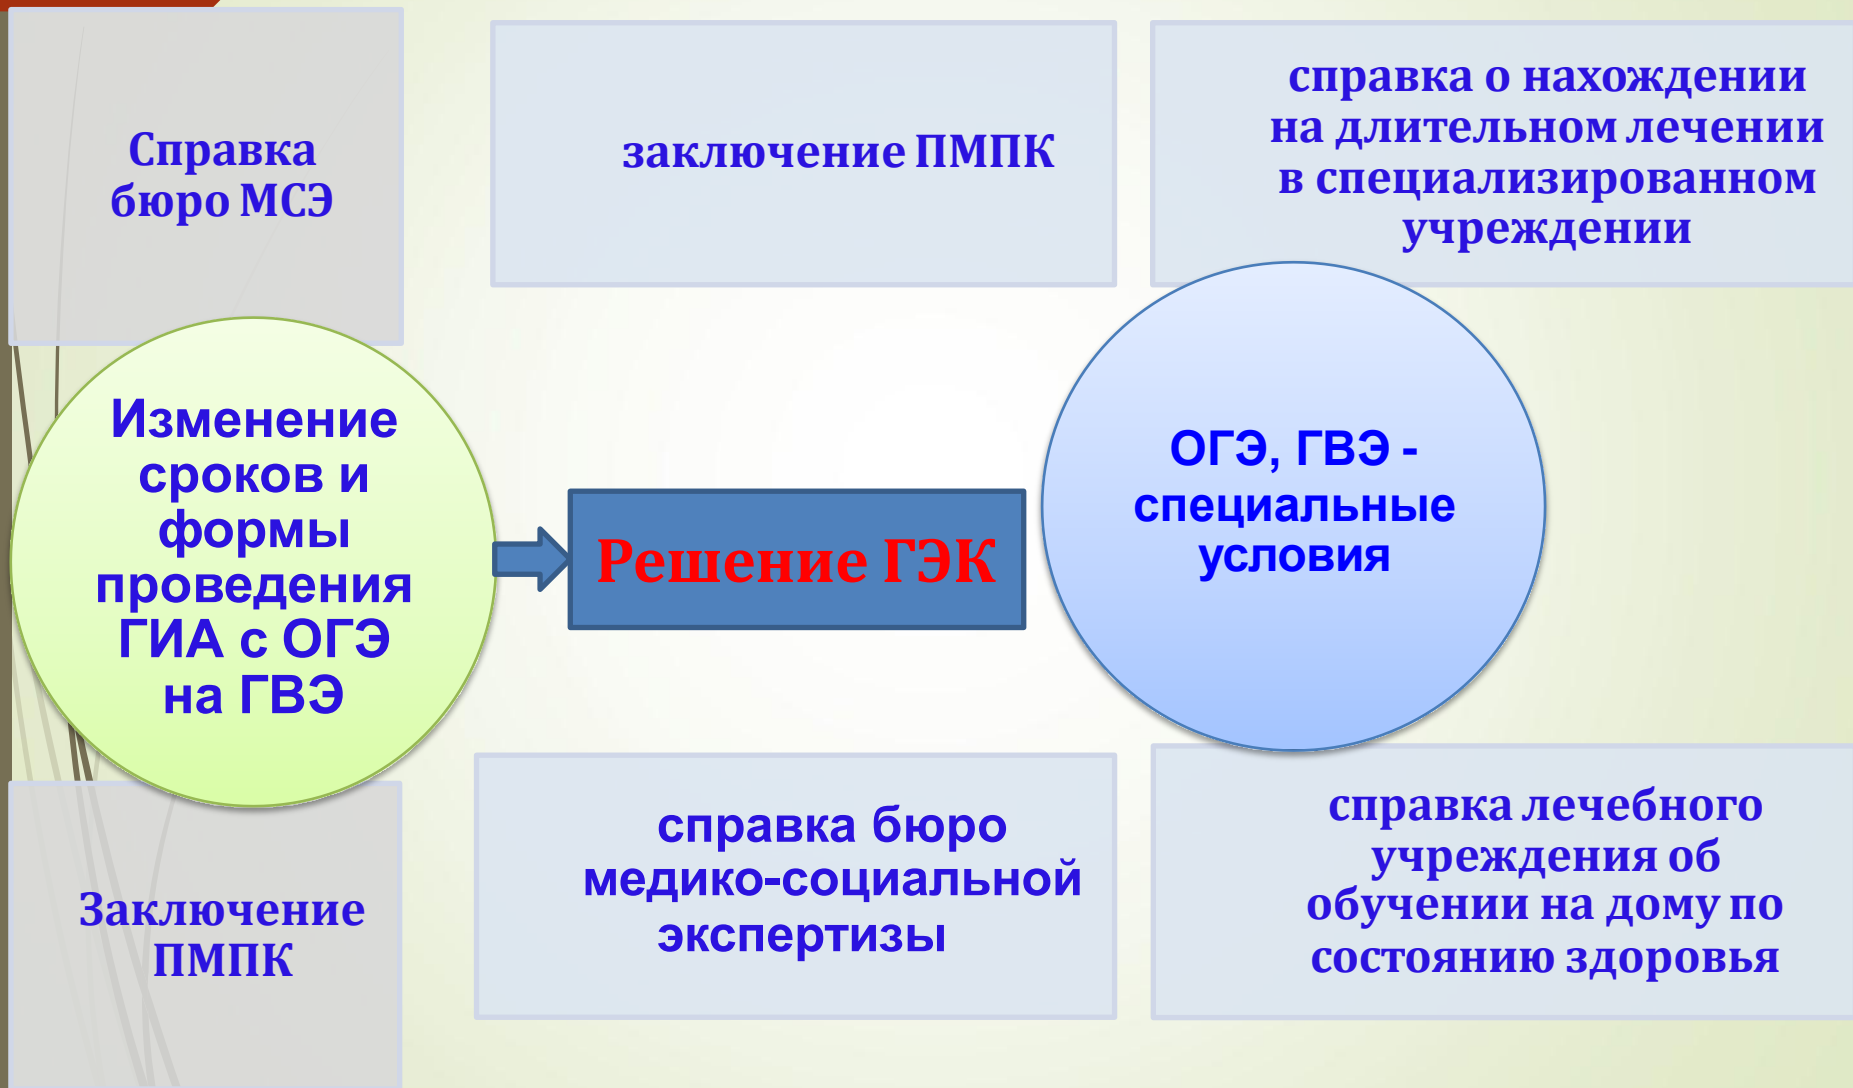 Справка
бюро МСЭ
заключение ПМПК
справка о нахождении
на длительном лечении
в специализированном
учреждении
Изменение
сроков и
формы
проведения
ГИА с ОГЭ
на ГВЭ
Решение ГЭК
ОГЭ, ГВЭ -
специальные
условия
Заключение
ПМПК
справка бюро
медико-социальной
экспертизы
справка лечебного
учреждения об
обучении на дому по
состоянию здоровья